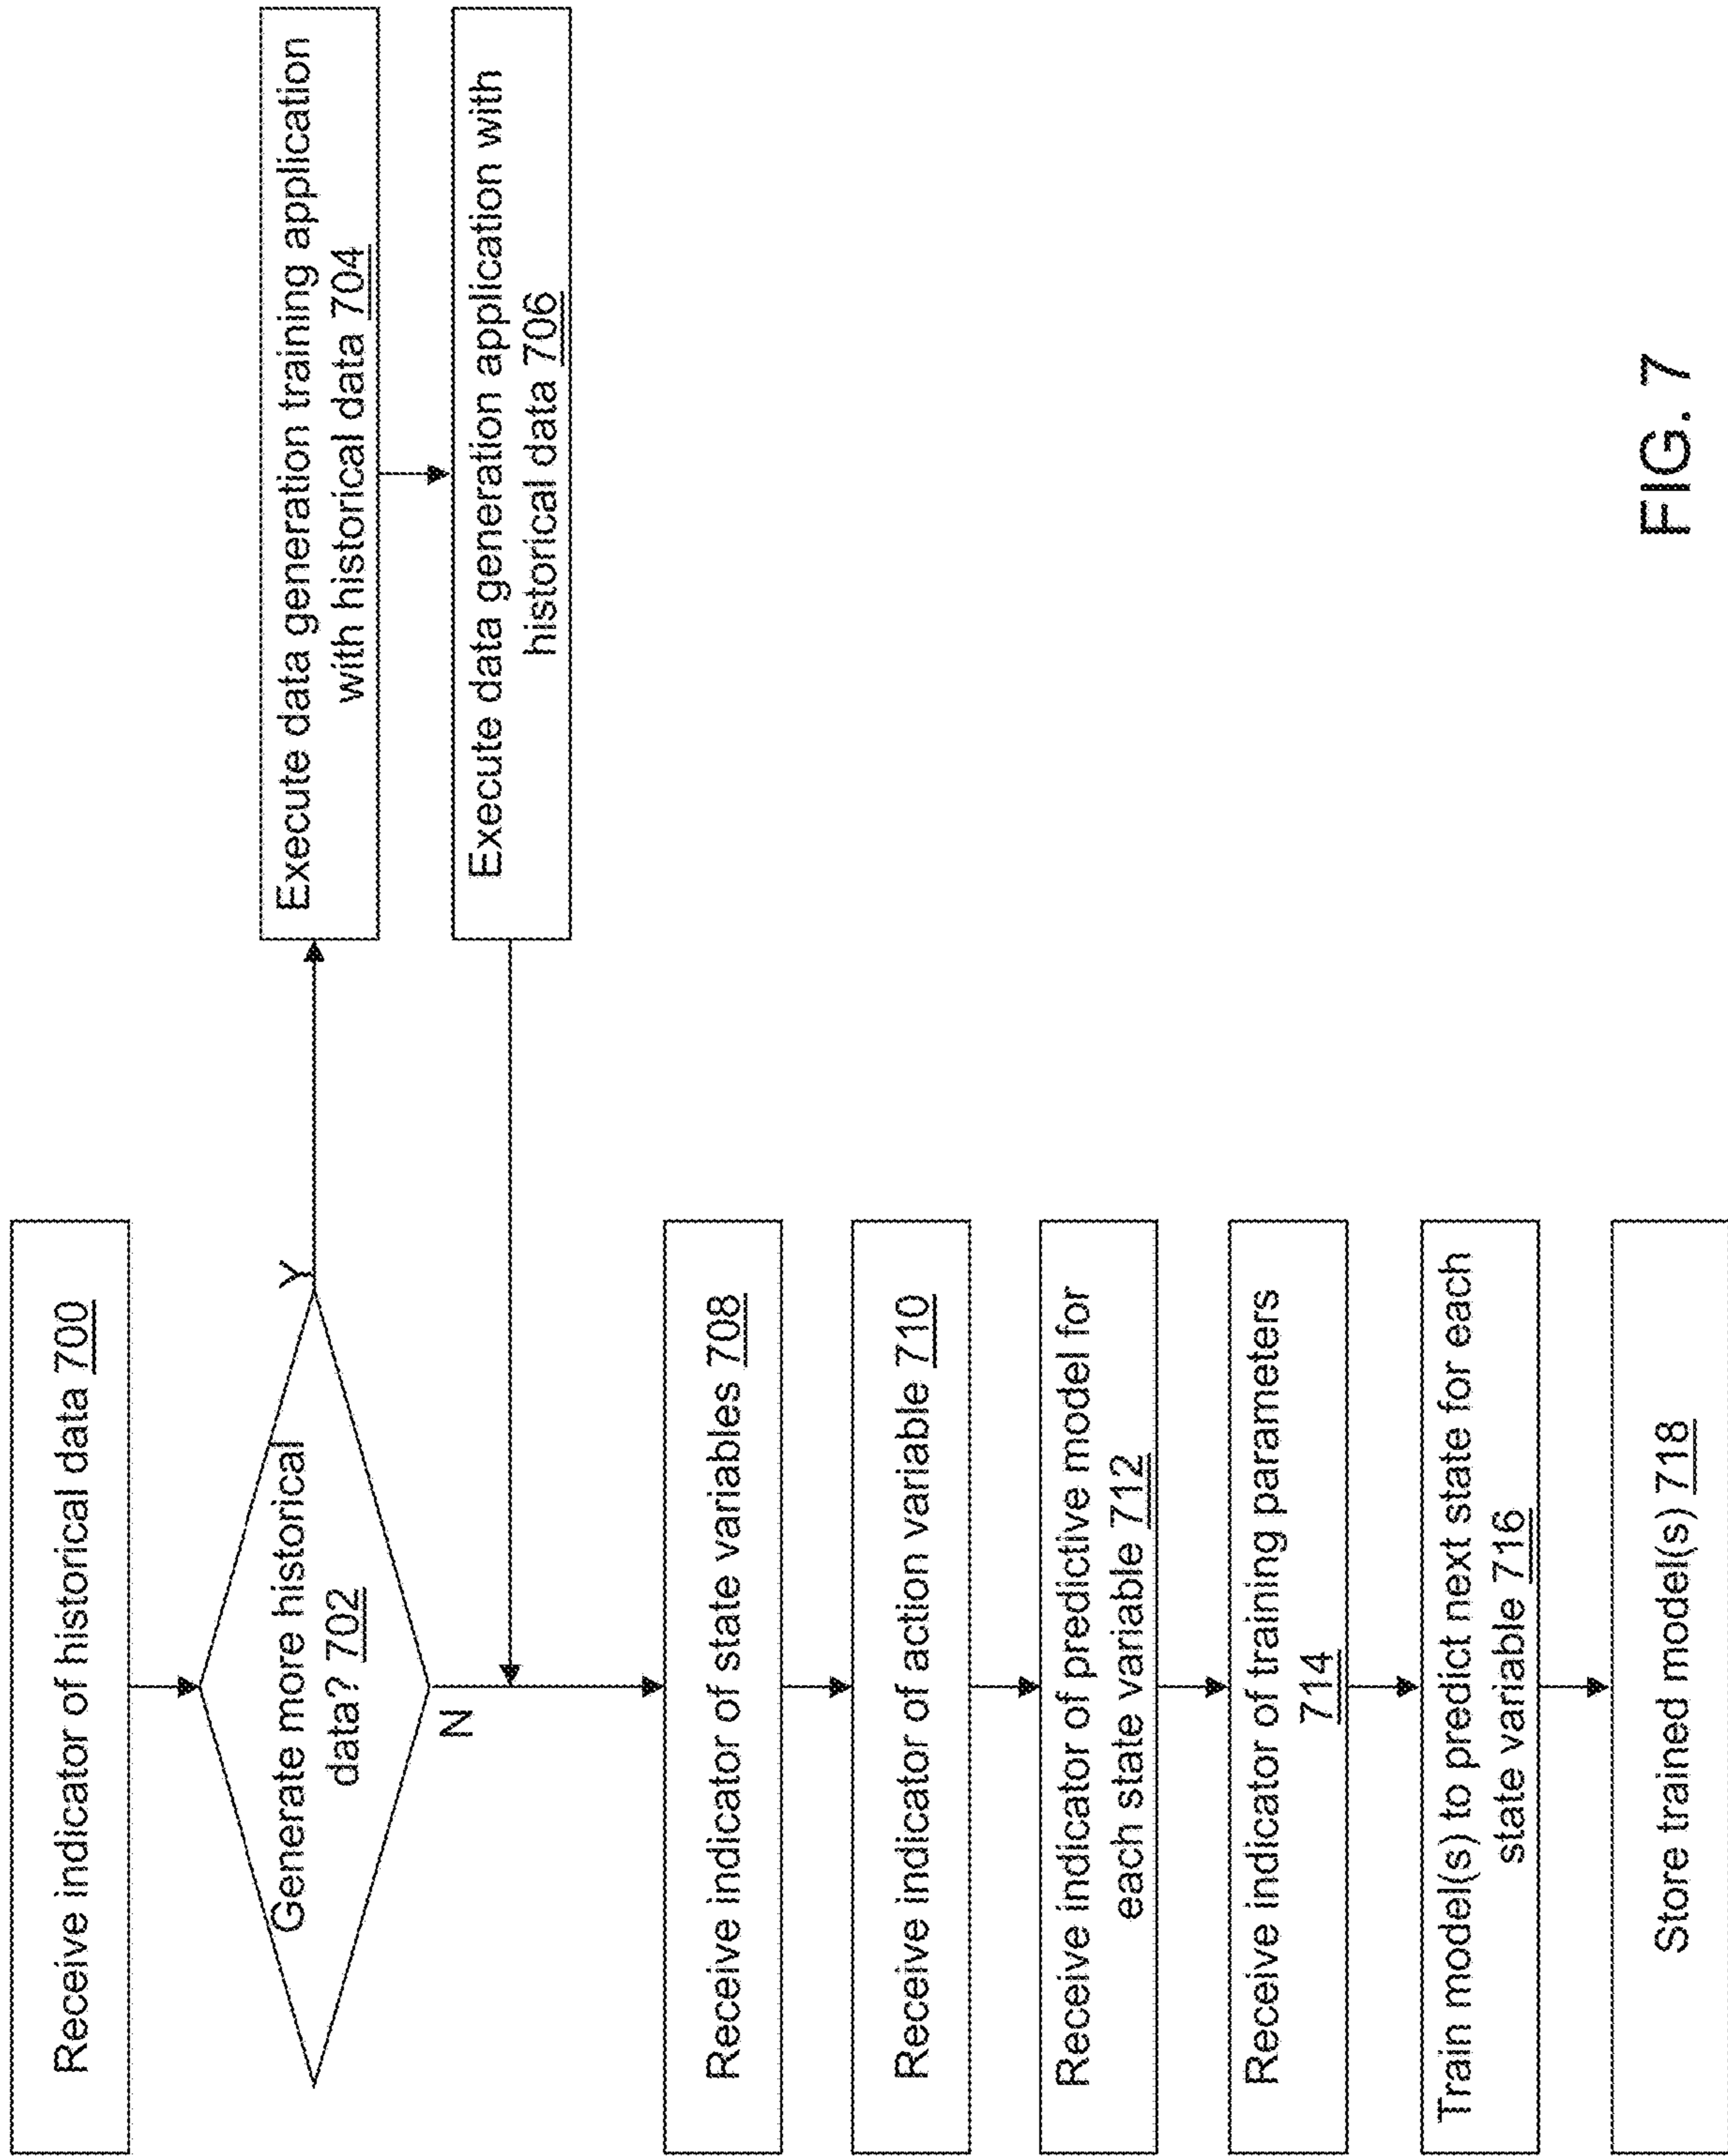 Receive indicator of historical data 700
Generate more historical
data? 702
Y
N
Execute data generation training application
with historical data 704
Execute data generation application with
historical data 706
Receive indicator of state variables 708
Receive indicator of action variable 710
Receive indicator of predictive model for
each state variable 712
Receive indicator of training parameters
714
Train model(s) to predict next state for each
state variable 716
Store trained model(s) 718
FIG. 7